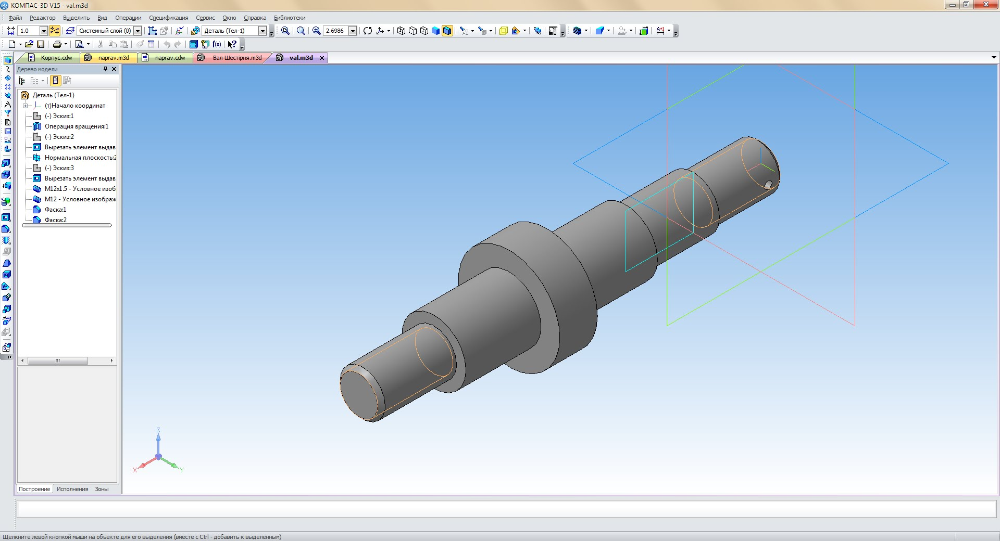 КОМПАС-3D V15 - val.m3d
Файл Редактор Выделить Вид Операции Спецификация Сервис Окно Справка Библиотеки
1.0 Системный слой (0) Деталь (Тел-1) 2.6986
f(x)
Корпус.cdw naprav.m3d naprav.cdw Вал-Шестірня.m3d val.m3d
Дерево модели
Деталь (Тел-1)
(т)Начало координат
(-) Эскиз:1
Операция вращения:1
(-) Эскиз:2
Вырезать элемент выдав
Нормальная плоскость:2
(-) Эскиз:3
Вырезать элемент выдав
M12x1.5 - Условное изоб
M12 - Условное изображ
Фаска:1
Фаска:2
Z
X
Y
Построение Исполнения Зоны
Щелкните левой кнопкой мыши на объекте для его выделения (вместе с Ctrl - добавить к выделенным)